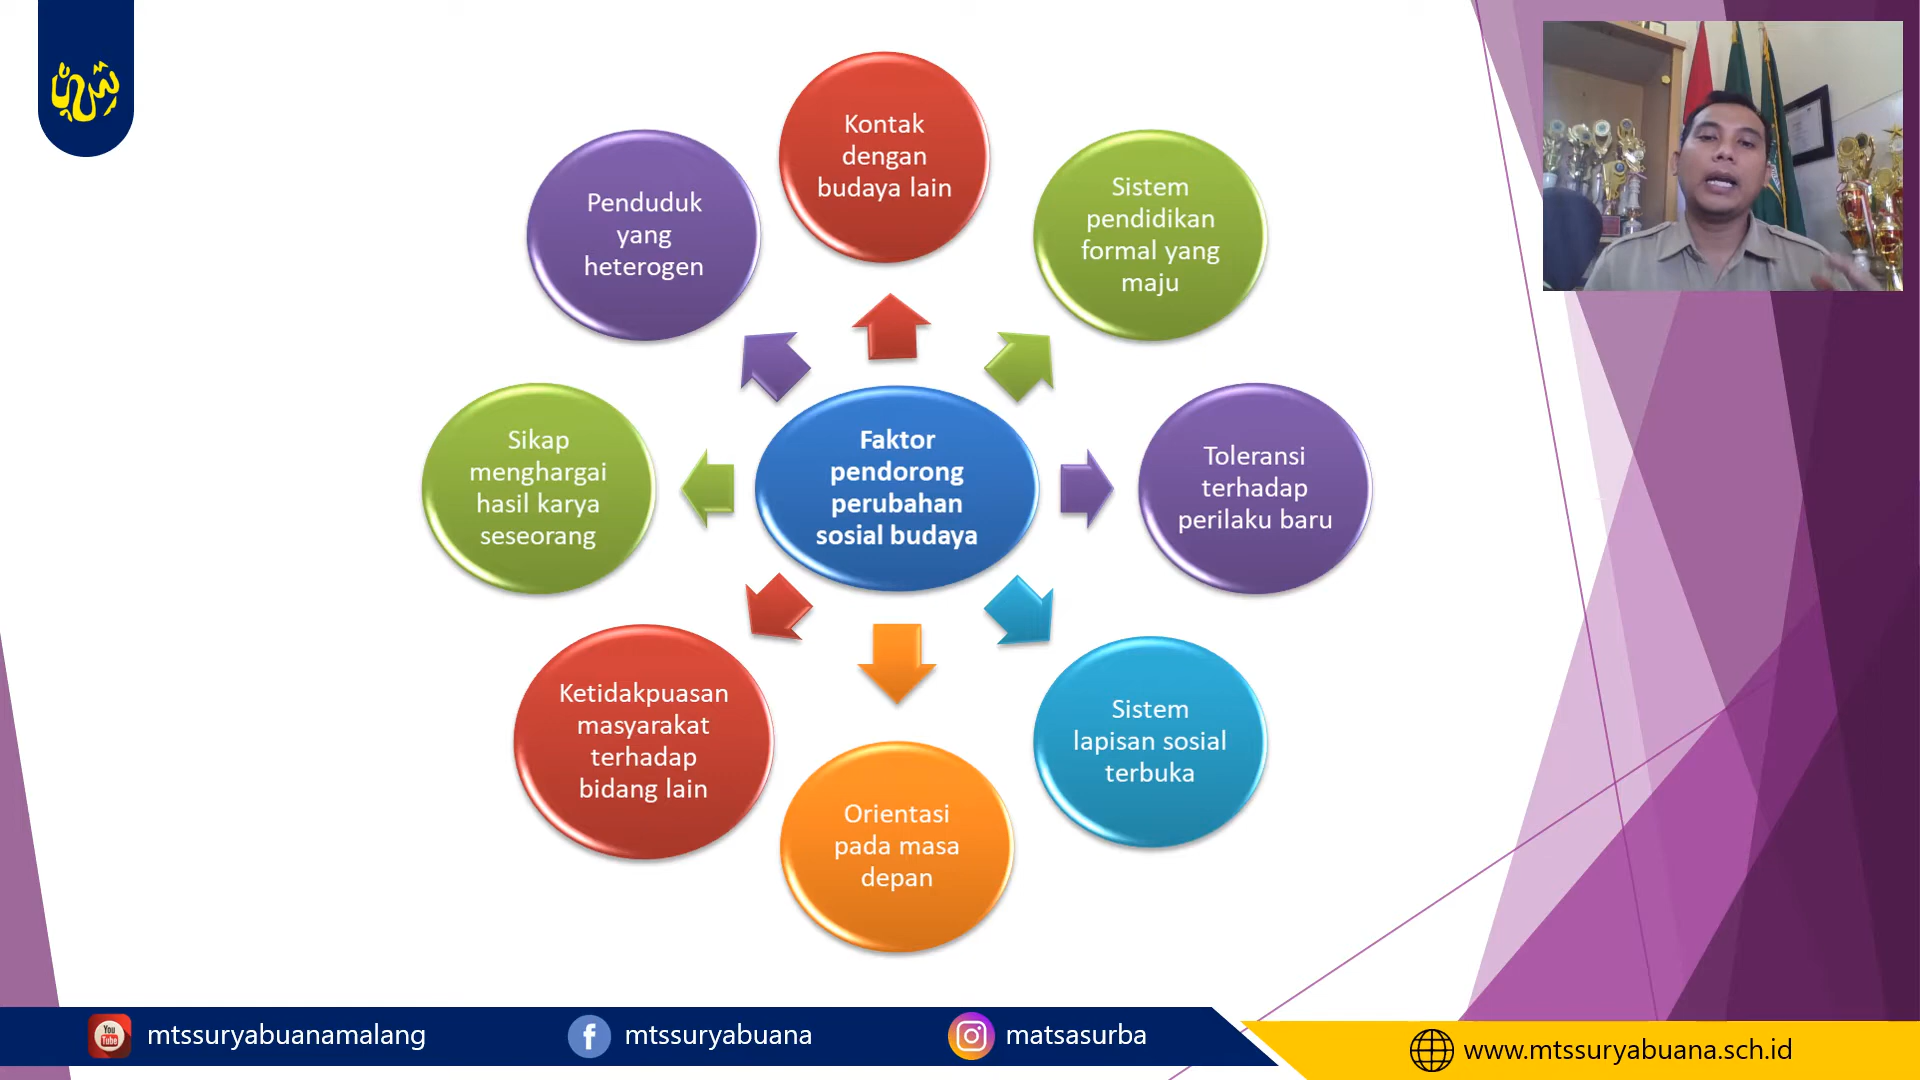 Kontak
dengan
budaya lain
Sistem
pendidikan
formal yang
maju
Toleransi
terhadap
perilaku baru
Sistem
lapisan sosial
terbuka
Orientasi
pada masa
depan
Ketidakpuasan
masyarakat
terhadap
bidang lain
Sikap
menghargai
hasil karya
seseorang
Penduduk
yang
heterogen
Faktor
pendorong
perubahan
sosial budaya
You
Tube
mtssuryabuanamalang
mtssuryabuana
matsasurba
www.mtssuryabuana.sch.id